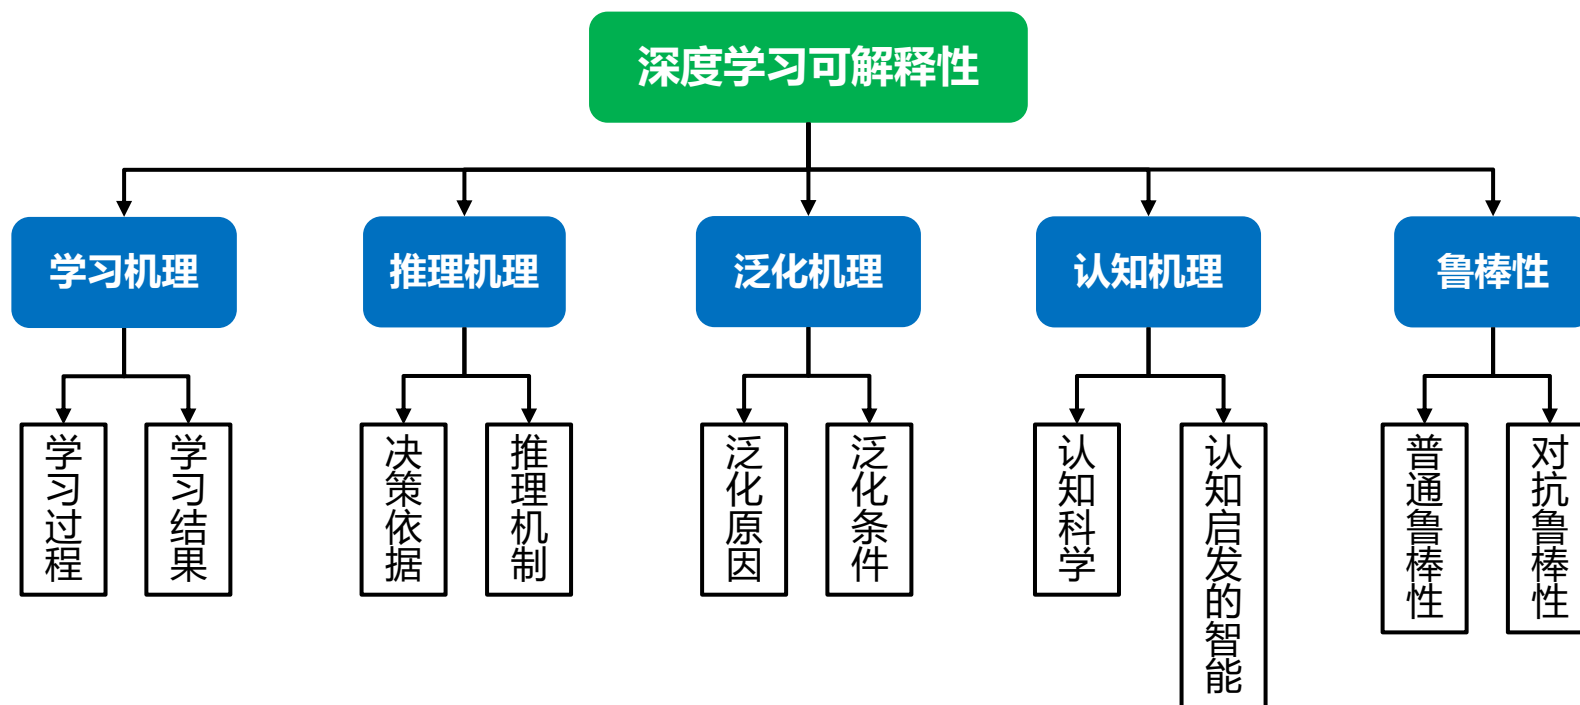 深度学习可解释性
学习机理
推理机理
泛化机理
认知机理
鲁棒性
学习过程
学习结果
决策依据
推理机制
泛化原因
泛化条件
认知科学
认知启发的智能
普通鲁棒性
对抗鲁棒性